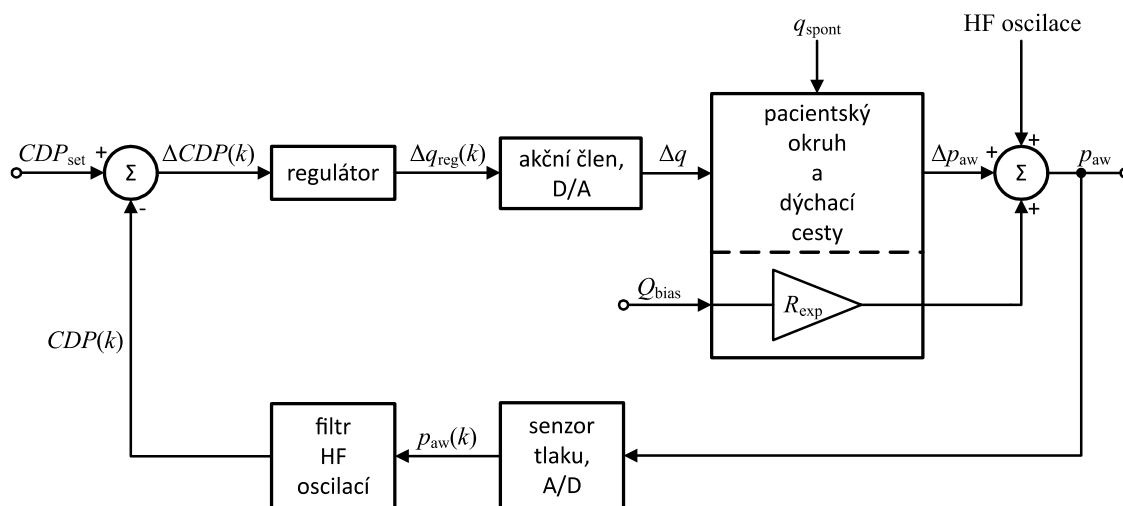 q_spont
HF oscilace
CDP_set
+
Σ
-
ΔCDP(k)
regulátor
Δq_reg(k)
akční člen,
D/A
Δq
pacientský
okruh
a
dýchací
cesty
Δp_aw
+
+
Σ
+
p_aw
Q_bias
R_exp
CDP(k)
filtr
HF
oscilací
p_aw(k)
senzor
tlaku,
A/D